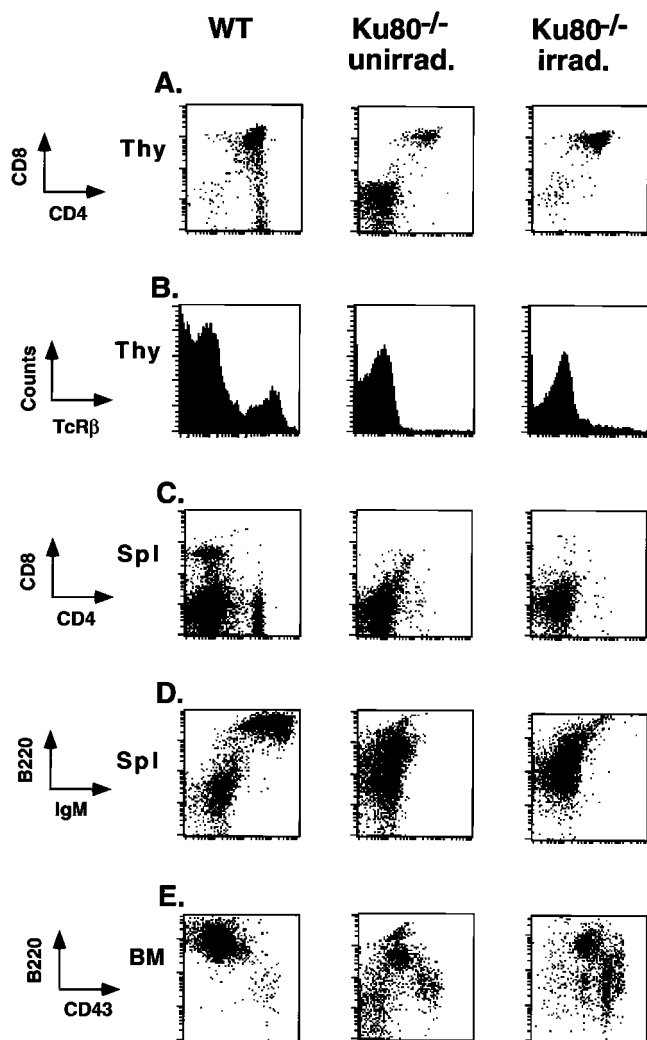 WT Ku80-/- unirrad. Ku80-/- irrad.
A.
CD8 CD4 Thy
B.
Counts TcRβ Thy
C.
CD8 CD4 Spl
D.
B220 IgM Spl
E.
B220 CD43 BM